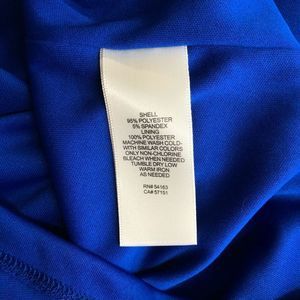 SHELL
95% POLYESTER
5% SPANDEX
LINING
100% POLYESTER
MACHINE WASH COLD-
WITH SIMILAR COLORS
ONLY NON-CHLORINE
BLEACH WHEN NEEDED
TUMBLE DRY LOW
WARM IRON
AS NEEDED
RN# 54163
CA# 57151